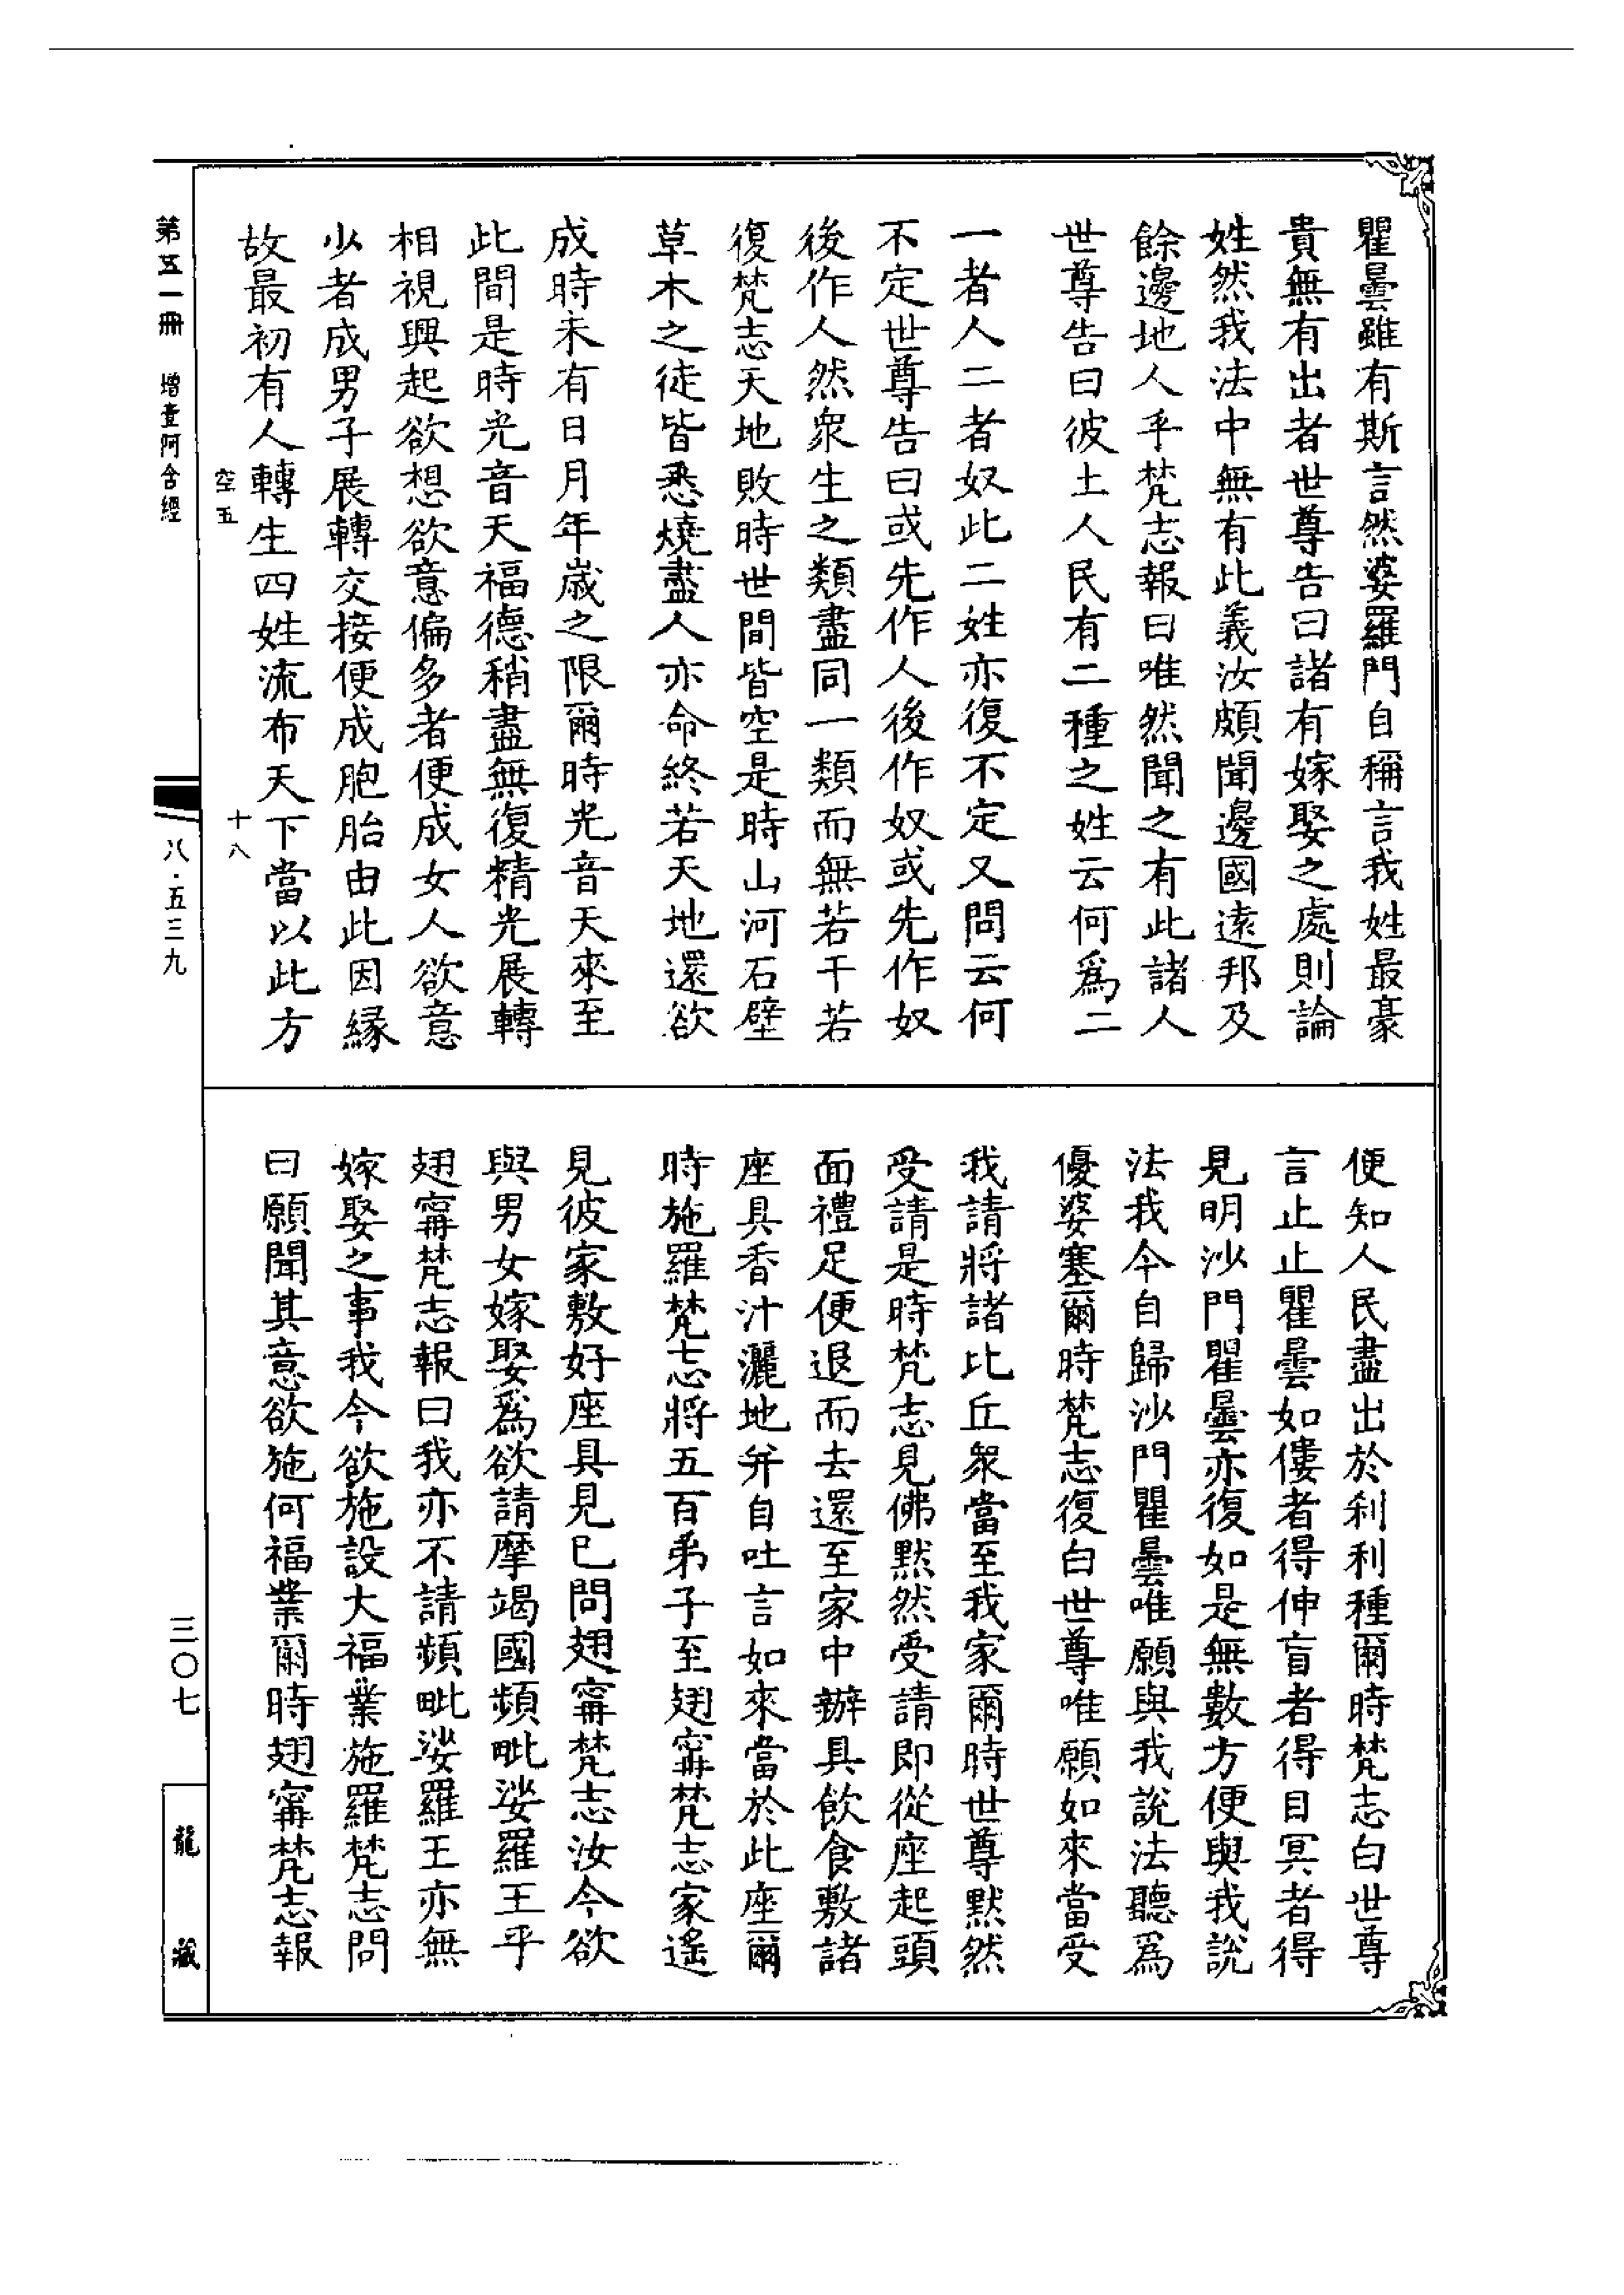 瞿曇雖有斯言然婆羅門自稱言我姓最豪
貴無有出者世尊告曰諸有嫁娶之處則論
姓然我法中無有此義汝頗聞邊國遠邦及
餘邊地人乎梵志報曰唯然聞之有此諸人
世尊告曰彼土人民有二種之姓云何爲二
一者人二者奴此二姓亦復不定又問云何
不定世尊告曰或先作人後作奴或先作奴
後作人然衆生之類盡同一類而無若干若
復梵志天地敗時世間皆空是時山河石壁
草木之徒皆悉燒盡人亦命終若天地還欲
成時未有日月年歲之限爾時光音天來至
此間是時光音天福德稍盡無復精光展轉
相視興起欲想欲意偏多者便成女人欲意
少者成男子展轉交接便成胞胎由此因緣
故最初有人轉生四姓流布天下當以此方
空五
十八
便知人民盡出於刹利種爾時梵志白世尊
言止止瞿曇如僂者得伸盲者得目冥者得
見明沙門瞿曇亦復如是無數方便與我說
法我今自歸沙門瞿曇唯願與我說法聽爲
優婆塞爾時梵志復白世尊唯願如來當受
我請將諸比丘衆當至我家爾時世尊默然
受請是時梵志見佛默然受請即從座起頭
面禮足便退而去還至家中辦具飲食敷諸
座具香汁灑地并自吐言如來當於此座爾
時施羅梵志將五百弟子至翅甯梵志家遙
見彼家敷好座具見已問翅甯梵志汝今欲
與男女嫁娶爲欲請摩竭國頻毗娑羅王乎
翅甯梵志報曰我亦不請頻毗娑羅王亦無
嫁娶之事我今欲施設大福業施羅梵志問
曰願聞其意欲施何福業爾時翅甯梵志報
第五一冊 增壹阿含經
八·五三九
三〇七
龍藏